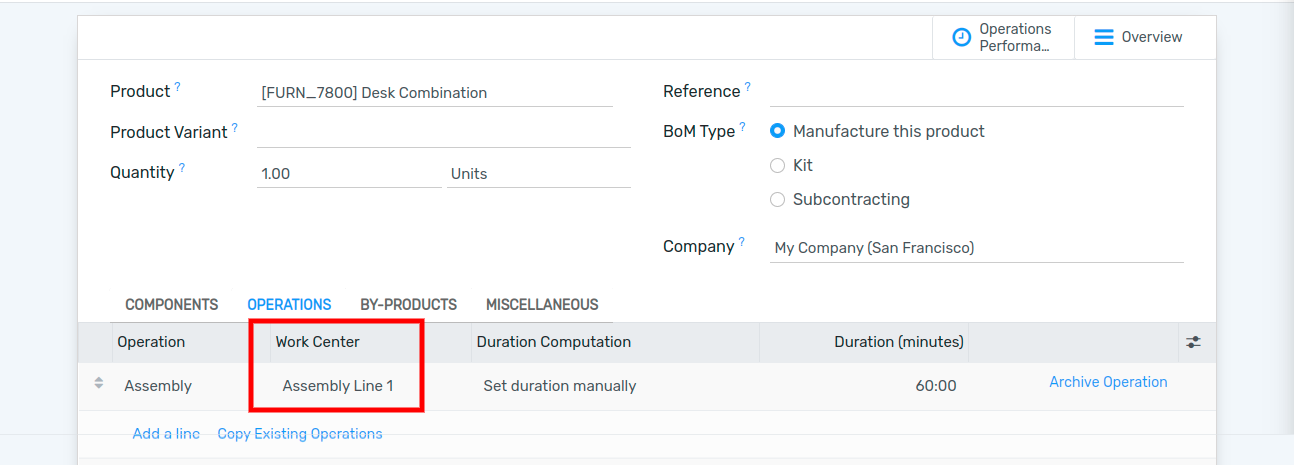 Operations
Performa...
Overview
Product ?
[FURN_7800] Desk Combination
Reference ?
Product Variant ?
BoM Type ?
Manufacture this product
Quantity ?
1.00
Units
Kit
Subcontracting
Company ?
My Company (San Francisco)
COMPONENTS OPERATIONS BY-PRODUCTS MISCELLANEOUS
Operation Work Center Duration Computation Duration (minutes)
Assembly Assembly Line 1 Set duration manually 60:00 Archive Operation
Add a line Copy Existing Operations